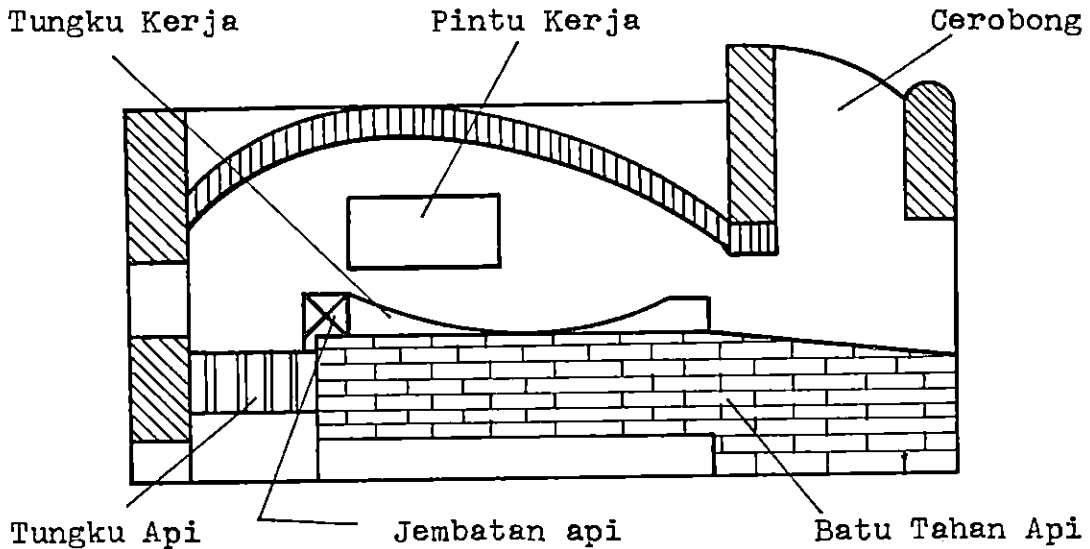 Tungku Kerja
Pintu Kerja
Cerobong
Tungku Api
Jembatan api
Batu Tahan Api